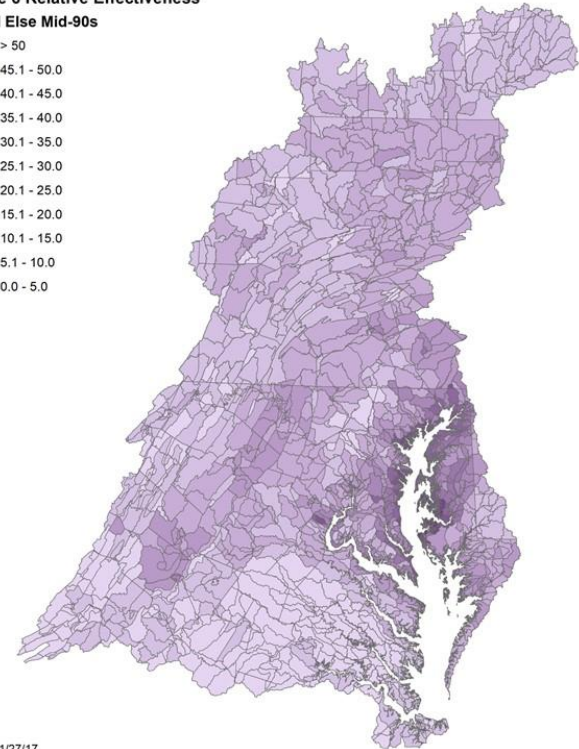 6 Relative Effectiveness
Else Mid-90s
> 50
45.1 - 50.0
40.1 - 45.0
35.1 - 40.0
30.1 - 35.0
25.1 - 30.0
20.1 - 25.0
15.1 - 20.0
10.1 - 15.0
5.1 - 10.0
0.0 - 5.0
1/27/17